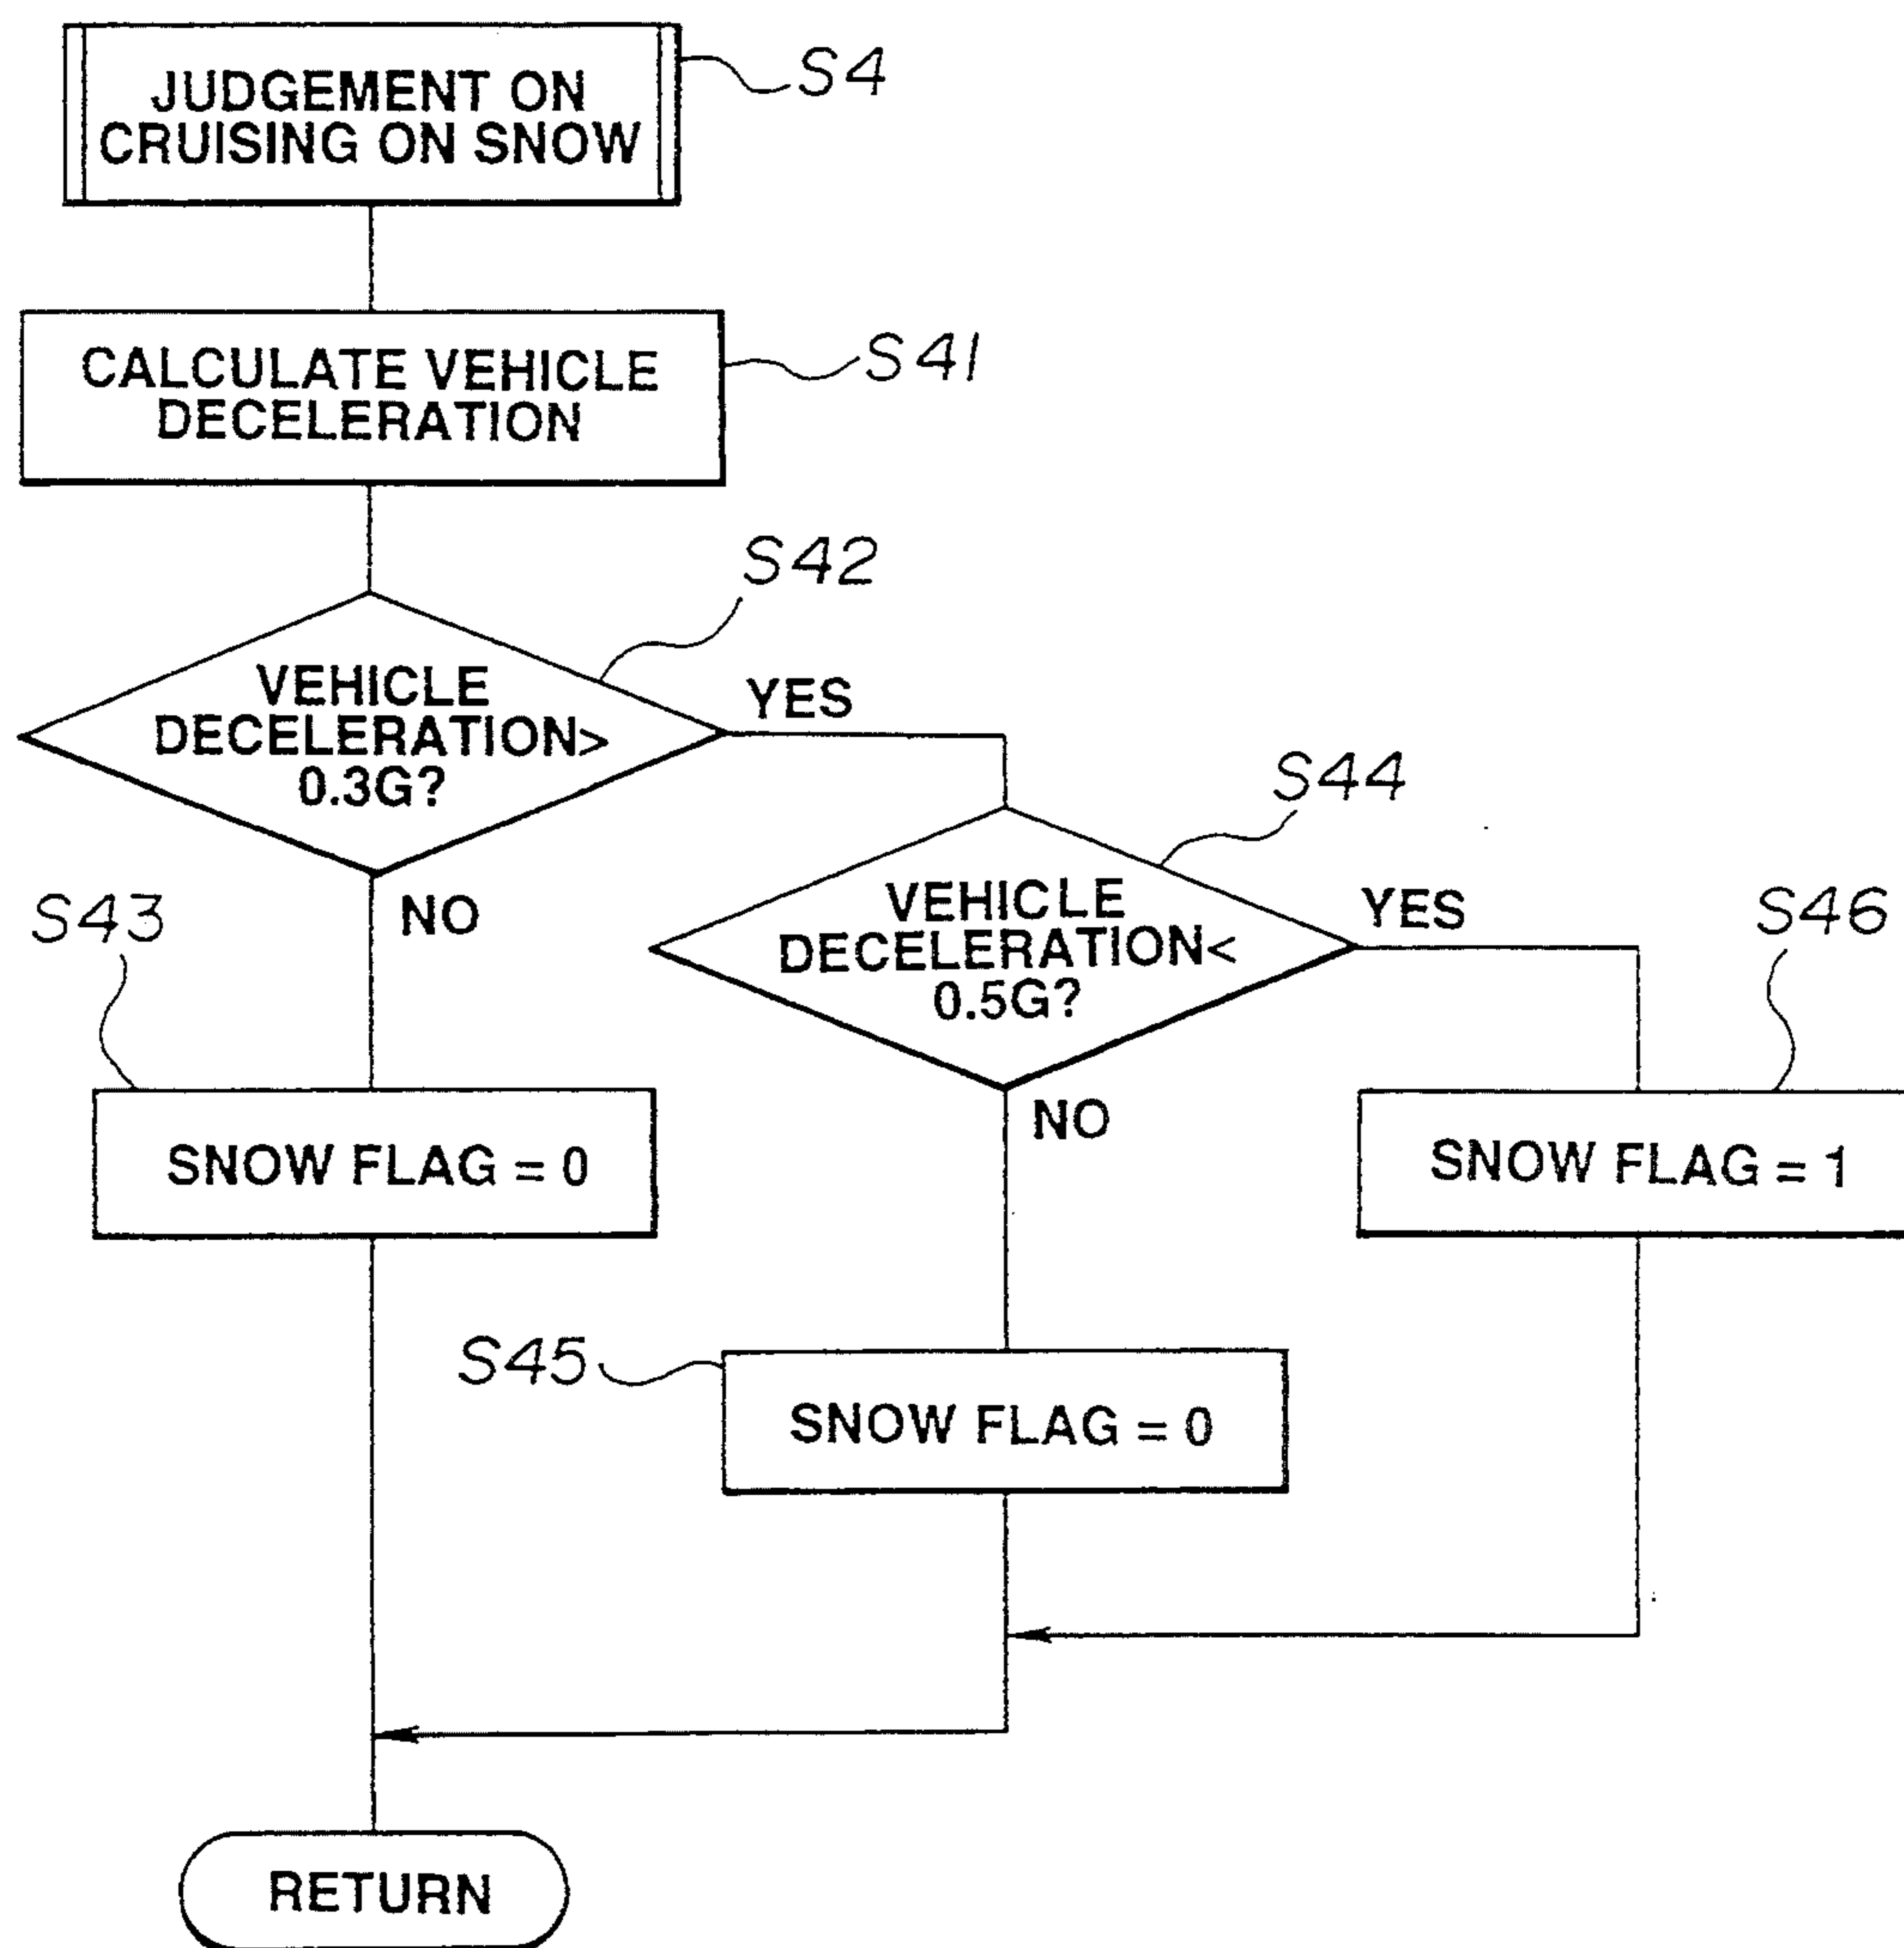 JUDGEMENT ON
CRUISING ON SNOW
S4
CALCULATE VEHICLE
DECELERATION
S41
S42
VEHICLE
DECELERATION>
0.3G?
YES
NO
S44
VEHICLE
DECELERATION<
0.5G?
YES
NO
S43
SNOW FLAG = 0
S46
SNOW FLAG = 1
S45
SNOW FLAG = 0
RETURN